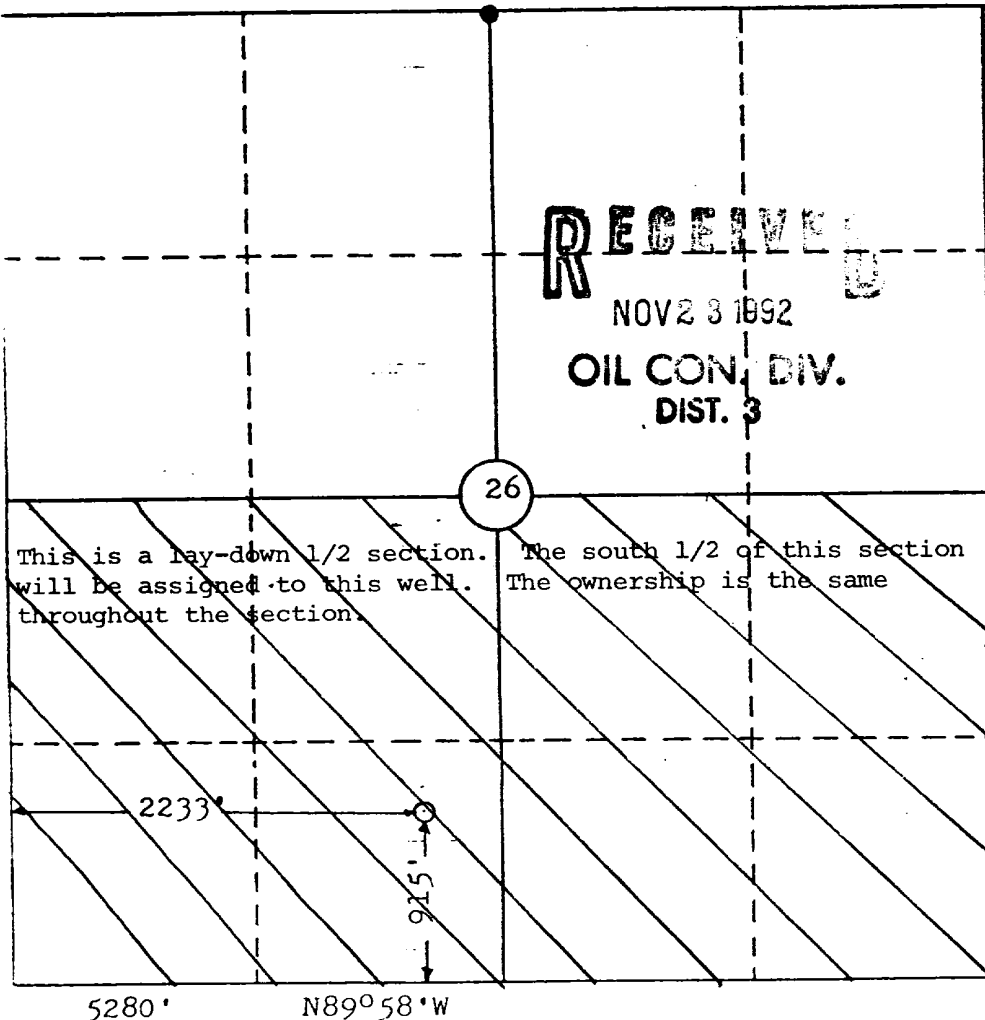 RECEIVED
NOV 23 1992
OIL CON. DIV.
DIST. 3
26
This is a lay-down 1/2 section. The south 1/2 of this section
will be assigned to this well. The ownership is the same
throughout the section.
2233'
915'
5280' N89°58'W